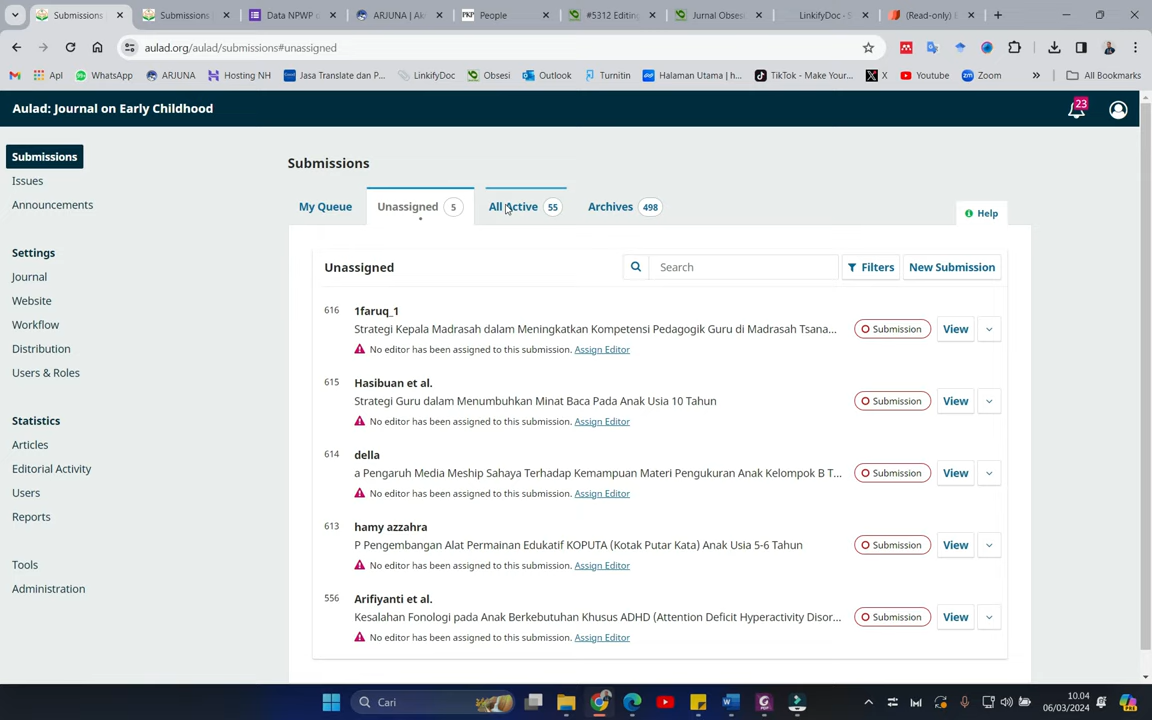 Submissions
Submissions
Data NPWP d
ARJUNA | Ak
PKP People
#5312 Editing
Jurnal Obses
LinkifyDoc - S
(Read-only) E
aulad.org/aulad/submissions#unassigned
Apl
WhatsApp
ARJUNA
Hosting NH
Jasa Translate dan P...
LinkifyDoc
Obsesi
Outlook
Turnitin
Halaman Utama | h...
TikTok - Make Your...
X
Youtube
Zoom
All Bookmarks
Aulad: Journal on Early Childhood
23
Submissions
Issues
Announcements
Settings
Journal
Website
Workflow
Distribution
Users & Roles
Statistics
Articles
Editorial Activity
Users
Reports
Tools
Administration
Submissions
My Queue
Unassigned 5
All Active 55
Archives 498
Help
Unassigned
Search
Filters
New Submission
616 1faruq_1
Strategi Kepala Madrasah dalam Meningkatkan Kompetensi Pedagogik Guru di Madrasah Tsana...
Submission View
No editor has been assigned to this submission. Assign Editor
615 Hasibuan et al.
Strategi Guru dalam Menumbuhkan Minat Baca Pada Anak Usia 10 Tahun
Submission View
No editor has been assigned to this submission. Assign Editor
614 della
a Pengaruh Media Meship Sahaya Terhadap Kemampuan Materi Pengukuran Anak Kelompok B T...
Submission View
No editor has been assigned to this submission. Assign Editor
613 hamy azzahra
P Pengembangan Alat Permainan Edukatif KOPUTA (Kotak Putar Kata) Anak Usia 5-6 Tahun
Submission View
No editor has been assigned to this submission. Assign Editor
556 Arifiyanti et al.
Kesalahan Fonologi pada Anak Berkebutuhan Khusus ADHD (Attention Deficit Hyperactivity Disor...
Submission View
No editor has been assigned to this submission. Assign Editor
Cari
10.04
06/03/2024